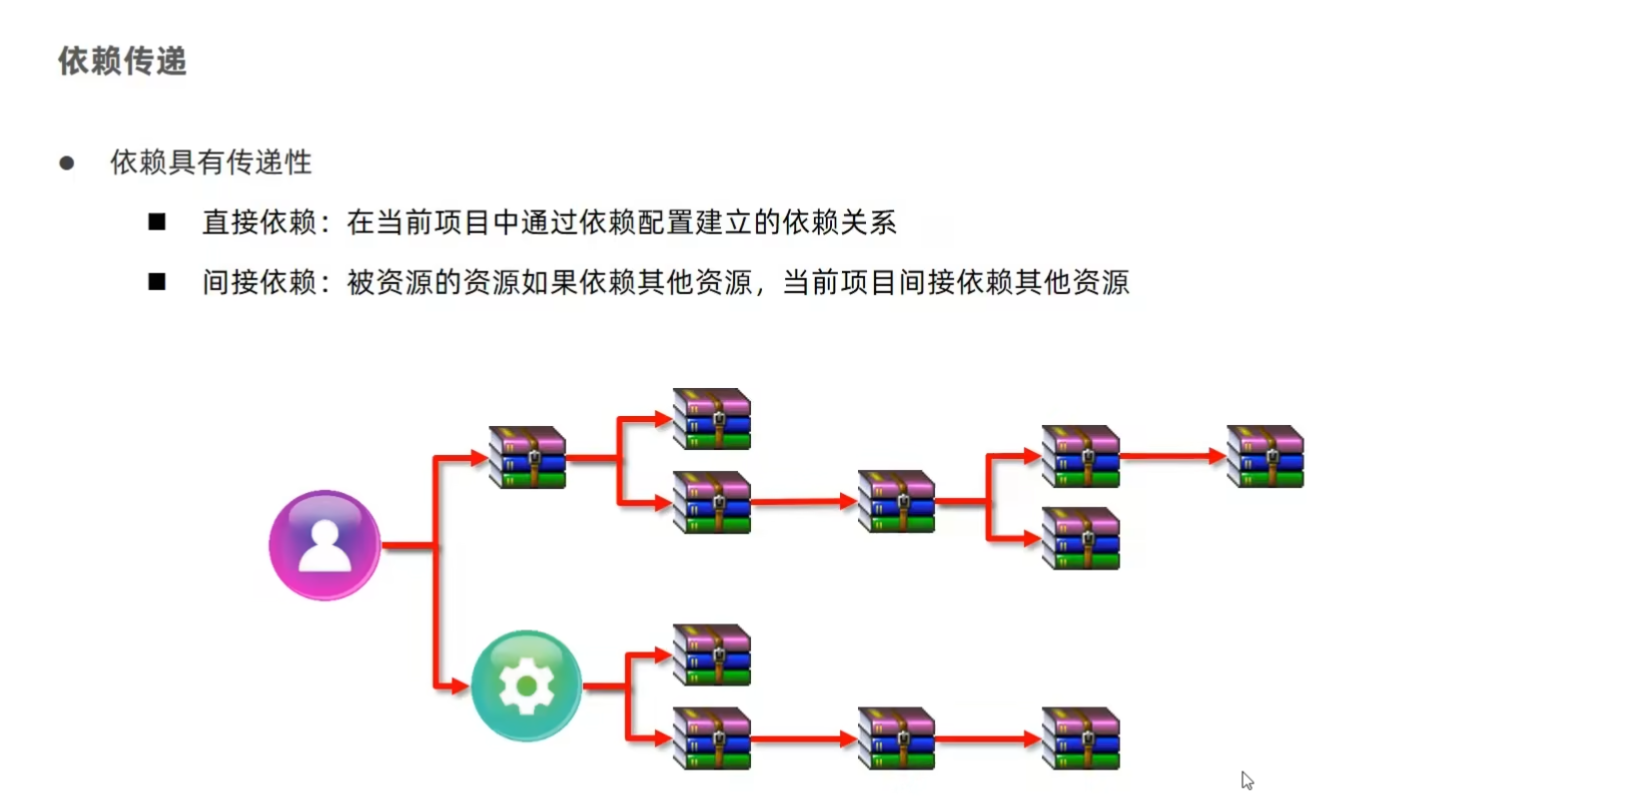 依赖传递
依赖具有传递性
直接依赖：在当前项目中通过依赖配置建立的依赖关系
间接依赖：被资源的资源如果依赖其他资源，当前项目间接依赖其他资源